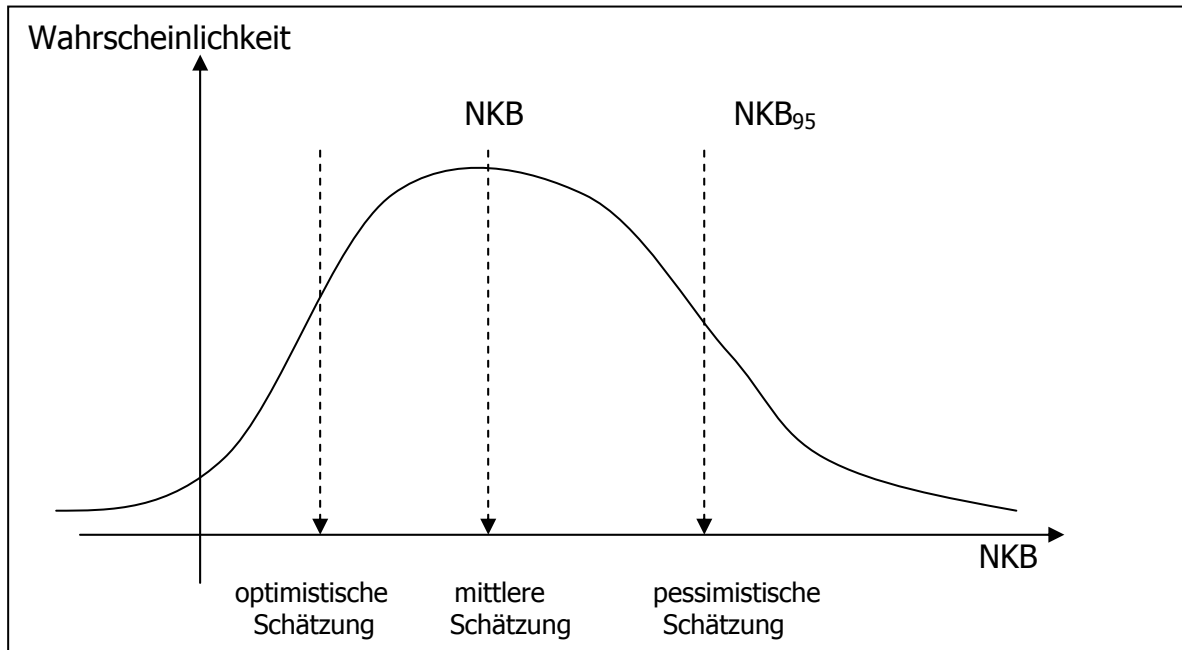 Wahrscheinlichkeit
NKB NKB₉₅
NKB
optimistische mittlere pessimistische
Schätzung Schätzung Schätzung